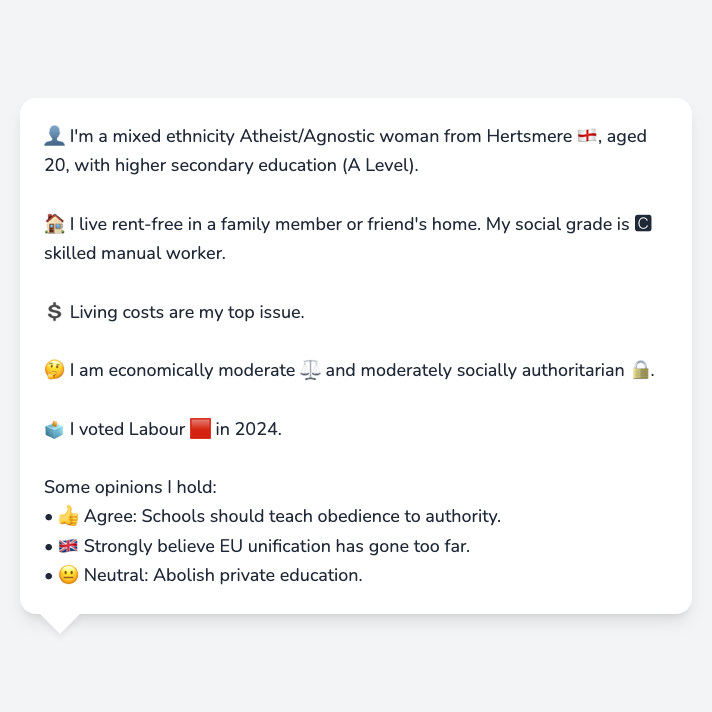 👤 I'm a mixed ethnicity Atheist/Agnostic woman from Hertsmere 🏴󠁧󠁢󠁥󠁮󠁧󠁿, aged
20, with higher secondary education (A Level).
🏠 I live rent-free in a family member or friend's home. My social grade is 🅲
skilled manual worker.
💲 Living costs are my top issue.
🤔 I am economically moderate ⚖️ and moderately socially authoritarian 🔒.
🗳️ I voted Labour 🟥 in 2024.
Some opinions I hold:
• 👍 Agree: Schools should teach obedience to authority.
• 🇬🇧 Strongly believe EU unification has gone too far.
• 😐 Neutral: Abolish private education.